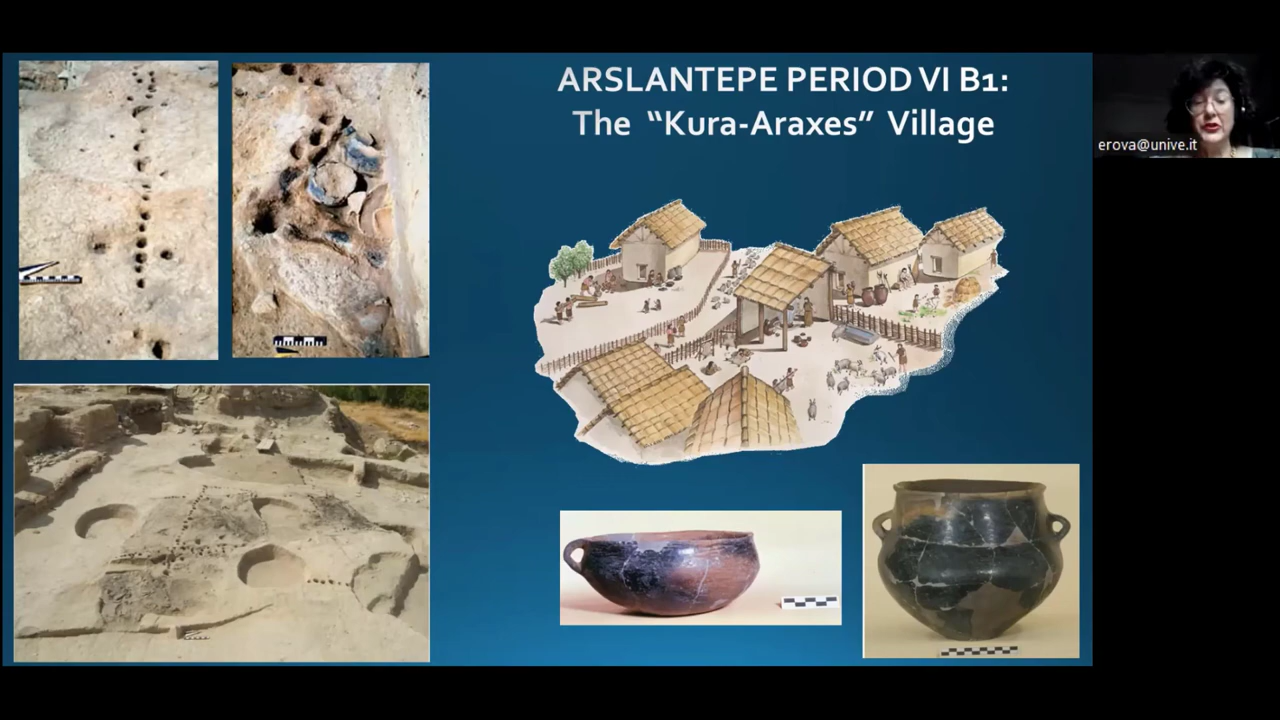 ARSLANTEPE PERIOD VI B1:
The “Kura-Araxes” Village
erova@unive.it